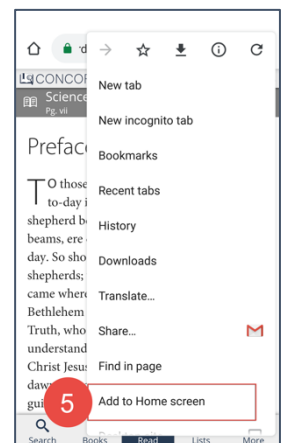 CONCOR
Science
Pg. vii
Preface
TO those
to-day i
shepherd b
beams, ere
day. So sho
shepherds;
came where
Bethlehem
Truth, who
understand
Christ Jesus
daw
gui
New tab
New incognito tab
Bookmarks
Recent tabs
History
Downloads
Translate...
Share...
Find in page
5 Add to Home screen
Search Books Read Lists More